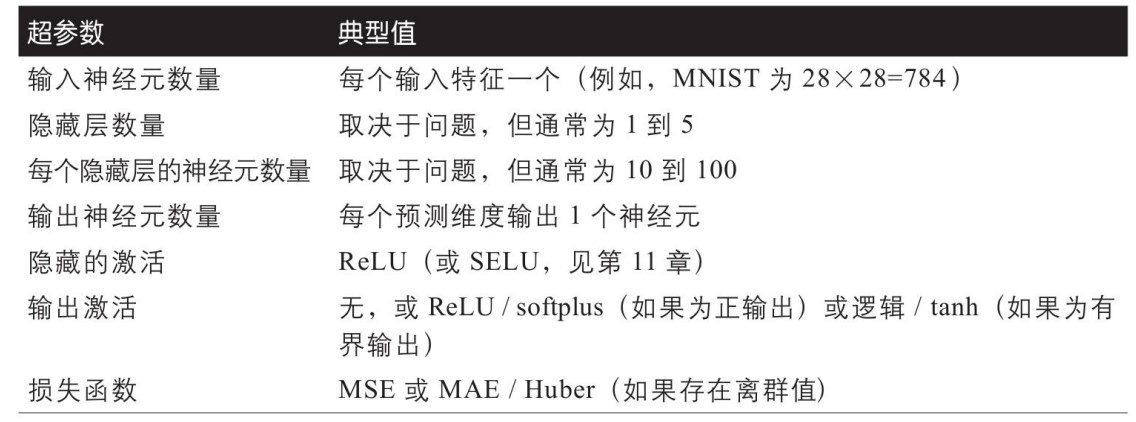 超参数 典型值
输入神经元数量 每个输入特征一个（例如，MNIST 为 28×28=784）
隐藏层数量 取决于问题，但通常为 1 到 5
每个隐藏层的神经元数量 取决于问题，但通常为 10 到 100
输出神经元数量 每个预测维度输出 1 个神经元
隐藏的激活 ReLU（或 SELU，见第 11 章）
输出激活 无，或 ReLU / softplus（如果为正输出）或逻辑 / tanh（如果为有
界输出）
损失函数 MSE 或 MAE / Huber（如果存在离群值)